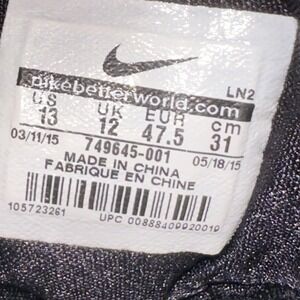 LN2
nikebetterworld.com
US UK EUR cm
13 12 47.5 31
03/11/15 749645-001 05/18/15
MADE IN CHINA
FABRIQUE EN CHINE
105723261
UPC 00888409920019